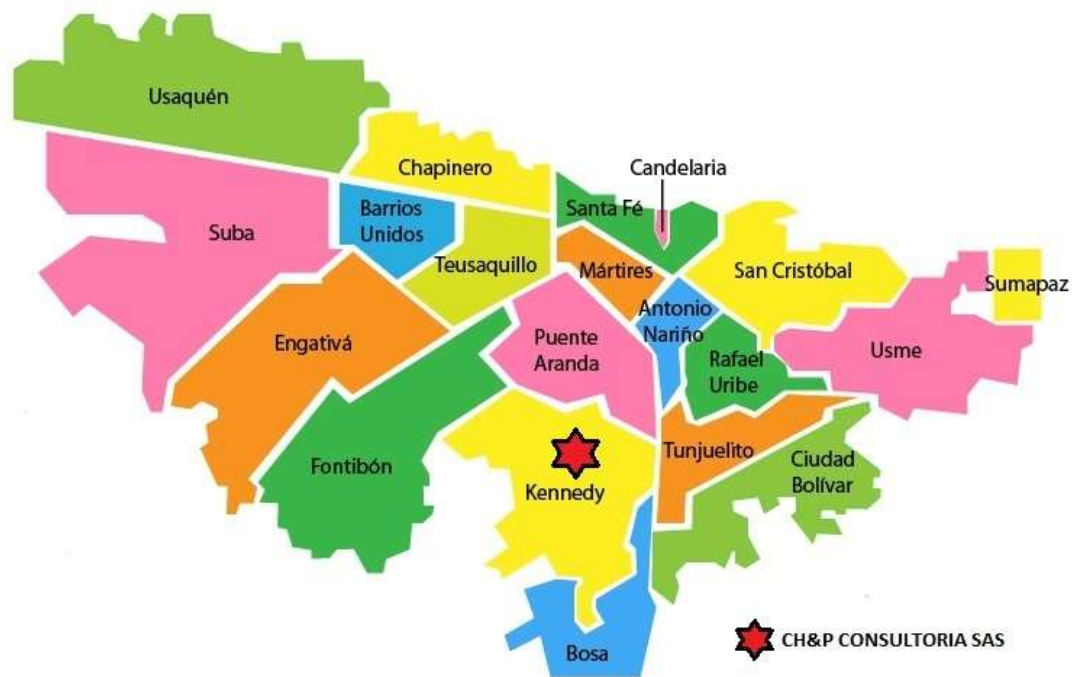 Usaquén
Chapinero
Candelaria
Santa Fé
Barrios
Unidos
Suba
Teusaquillo
Mártires
San Cristóbal
Sumapaz
Antonio
Nariño
Engativá
Puente
Aranda
Rafael
Uribe
Usme
Fontibón
Kennedy
Tunjuelito
Ciudad
Bolívar
Bosa
CH&P CONSULTORIA SAS